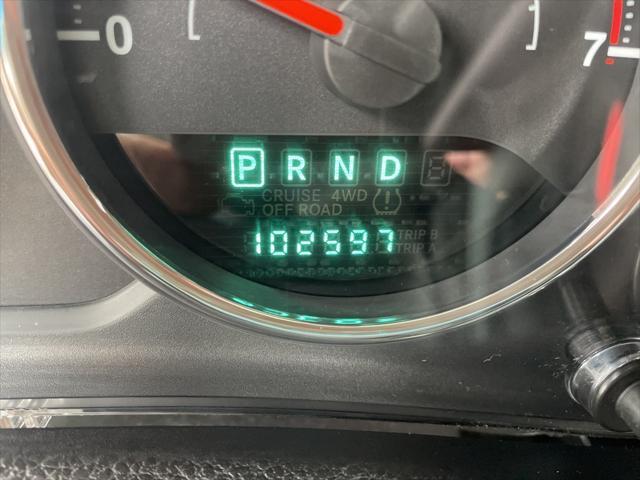 0 7
P R N D
CRUISE 4WD
OFF ROAD
TRIP B
102597 TRIP A